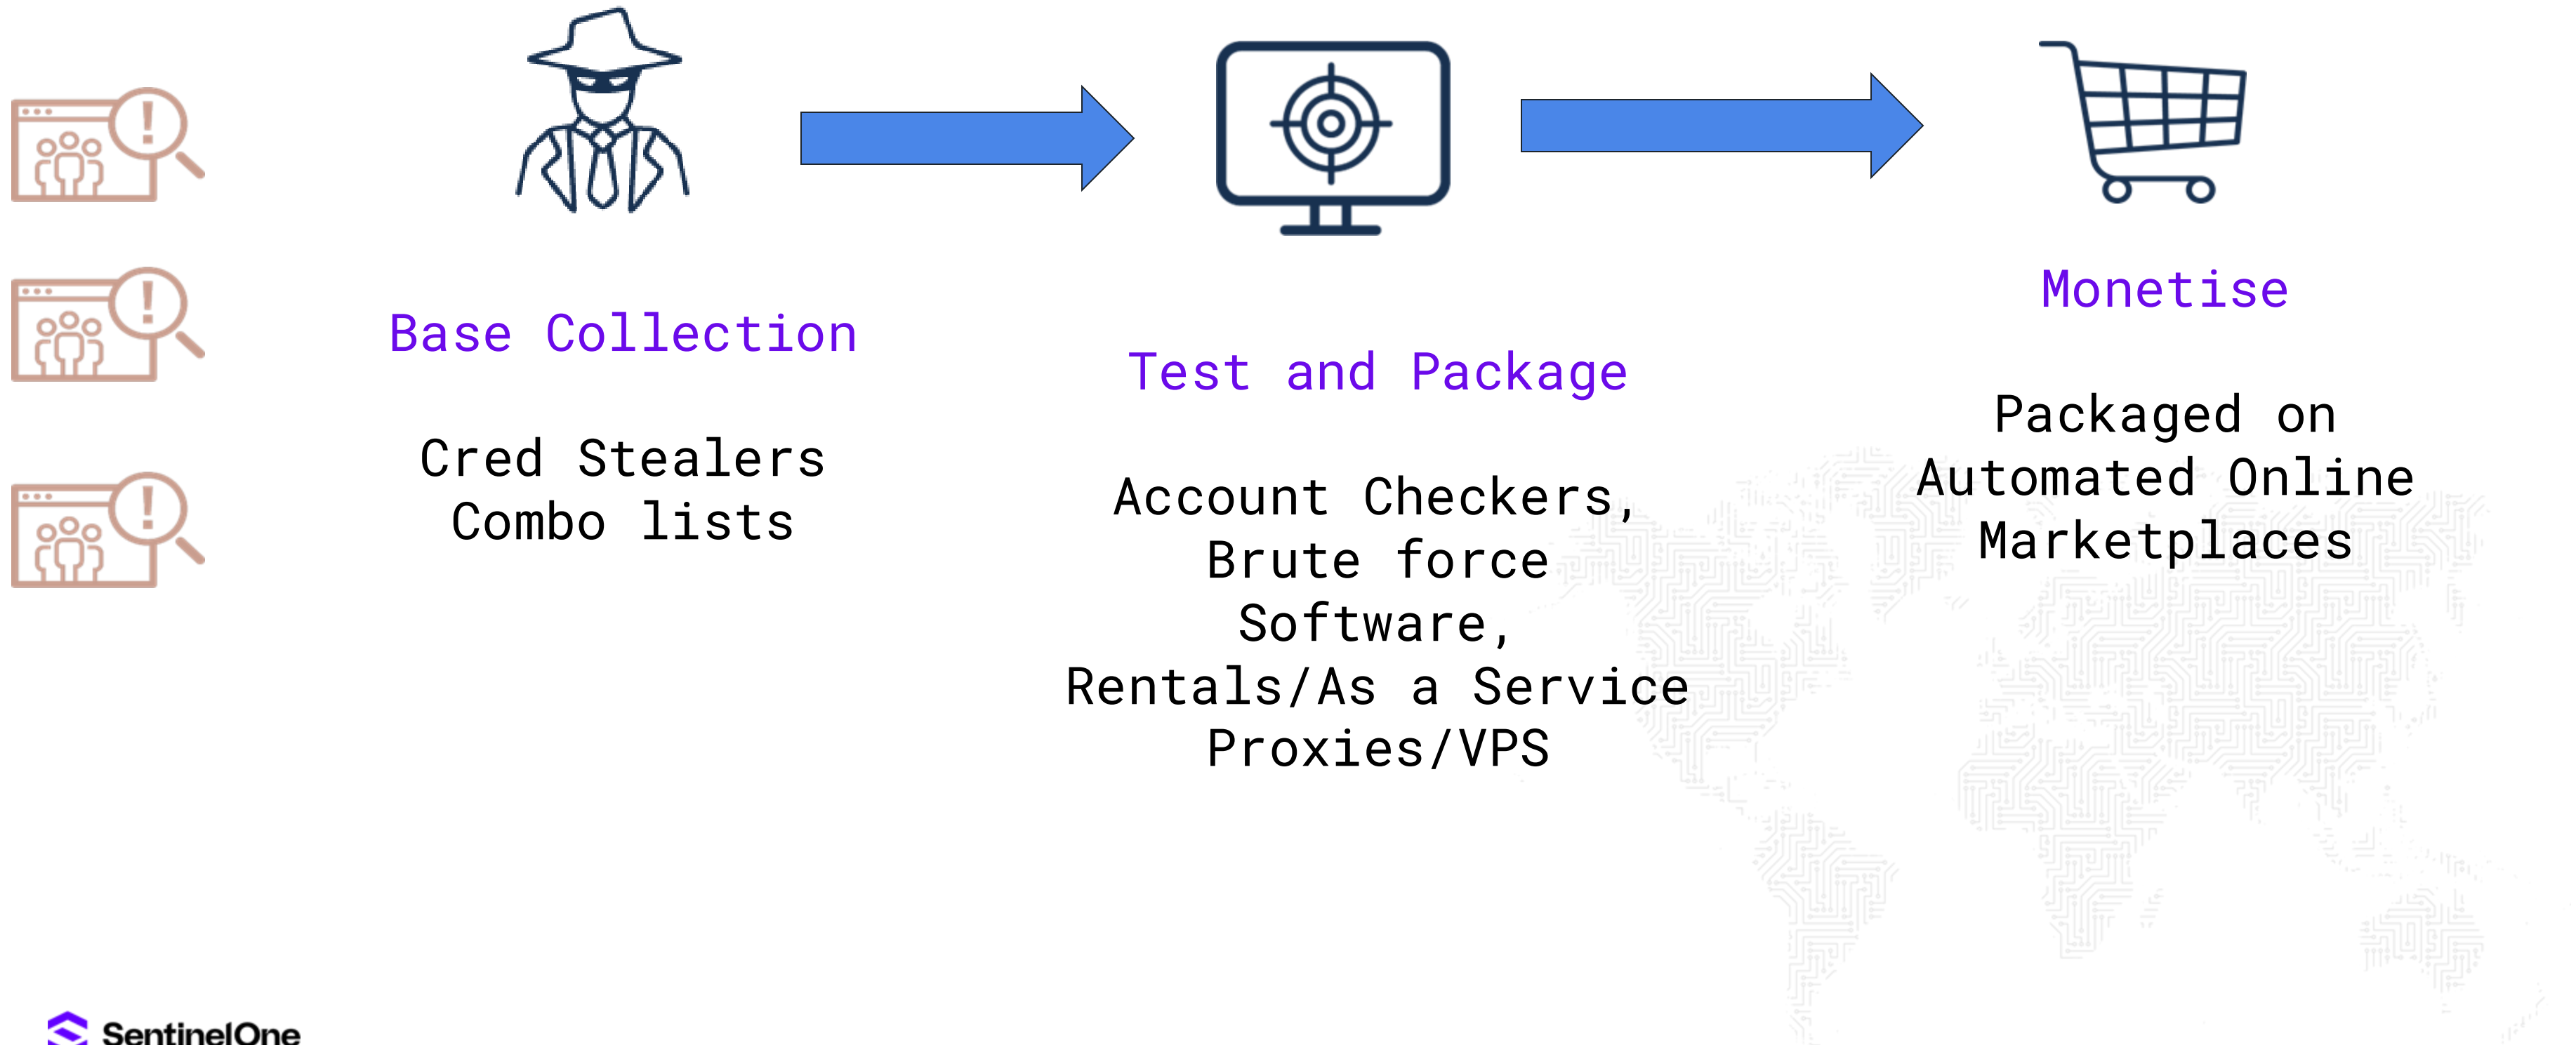 Base Collection
Cred Stealers
Combo lists
Test and Package
Account Checkers,
Brute force
Software,
Rentals/As a Service
Proxies/VPS
Monetise
Packaged on
Automated Online
Marketplaces
SentinelOne